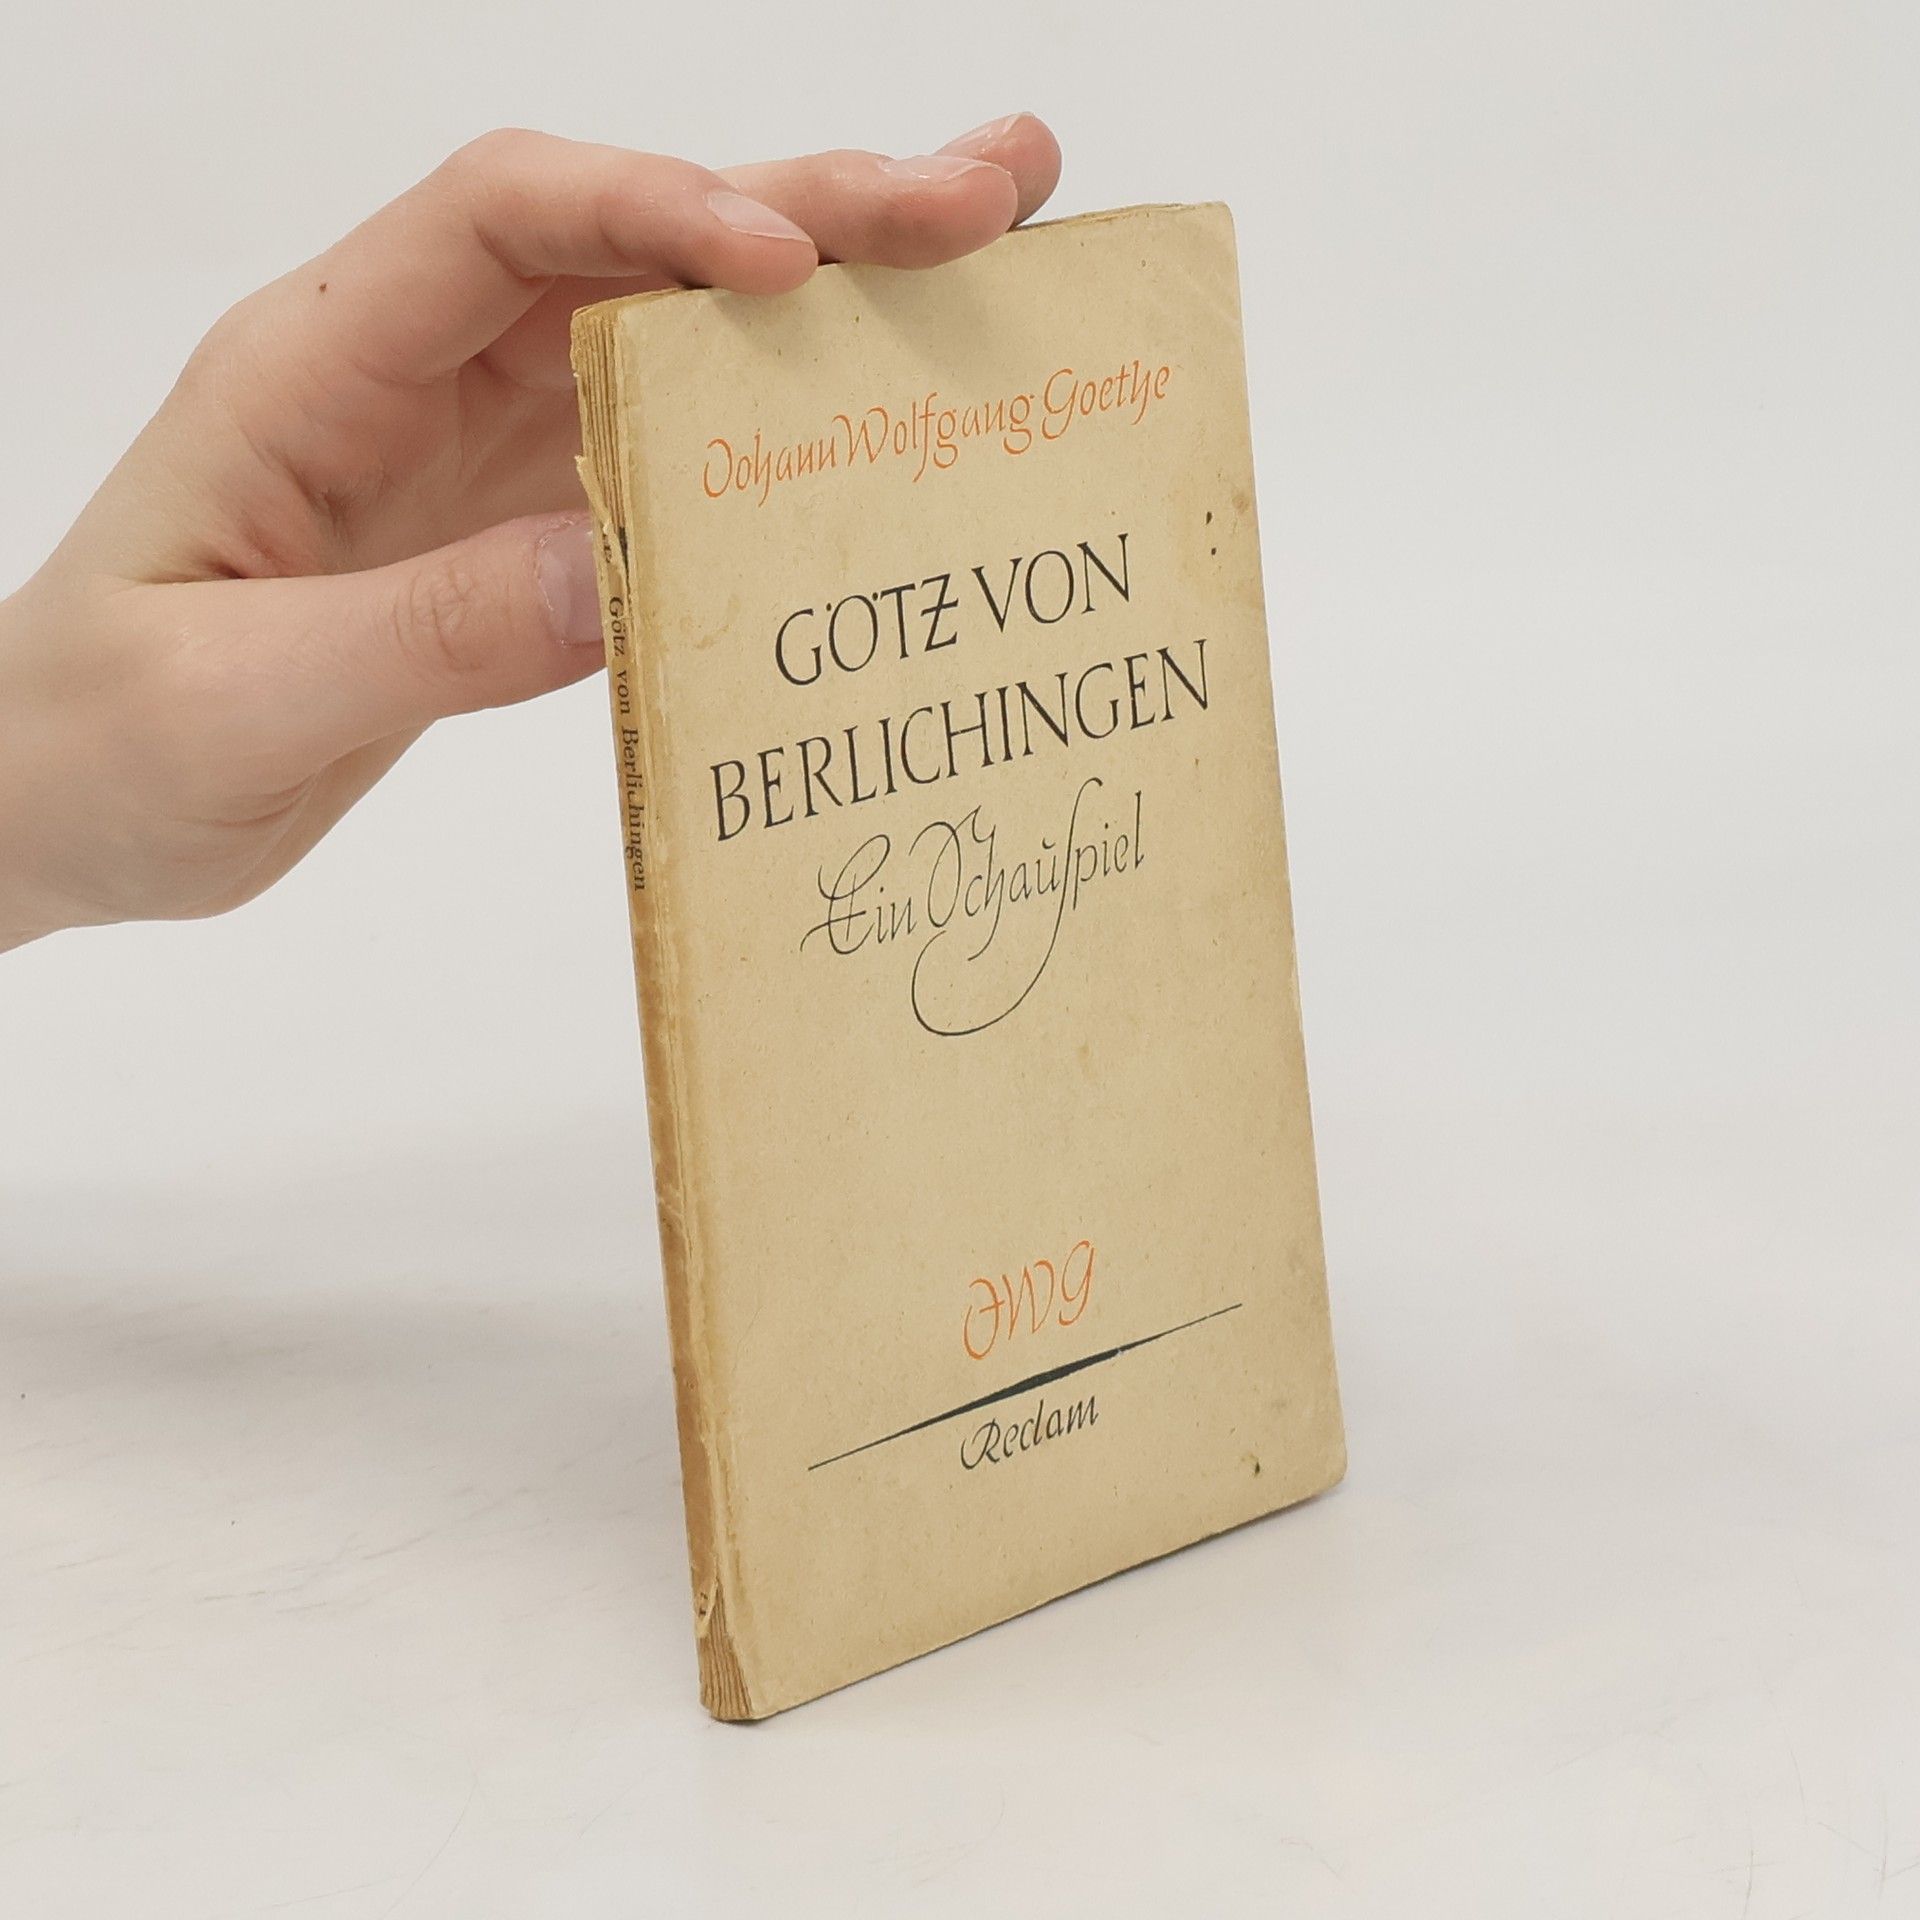 Johann Wolfgang Goethe
GÖTZ VON
BERLICHINGEN
Ein Schauspiel
JWG
Reclam
Götz von Berlichingen